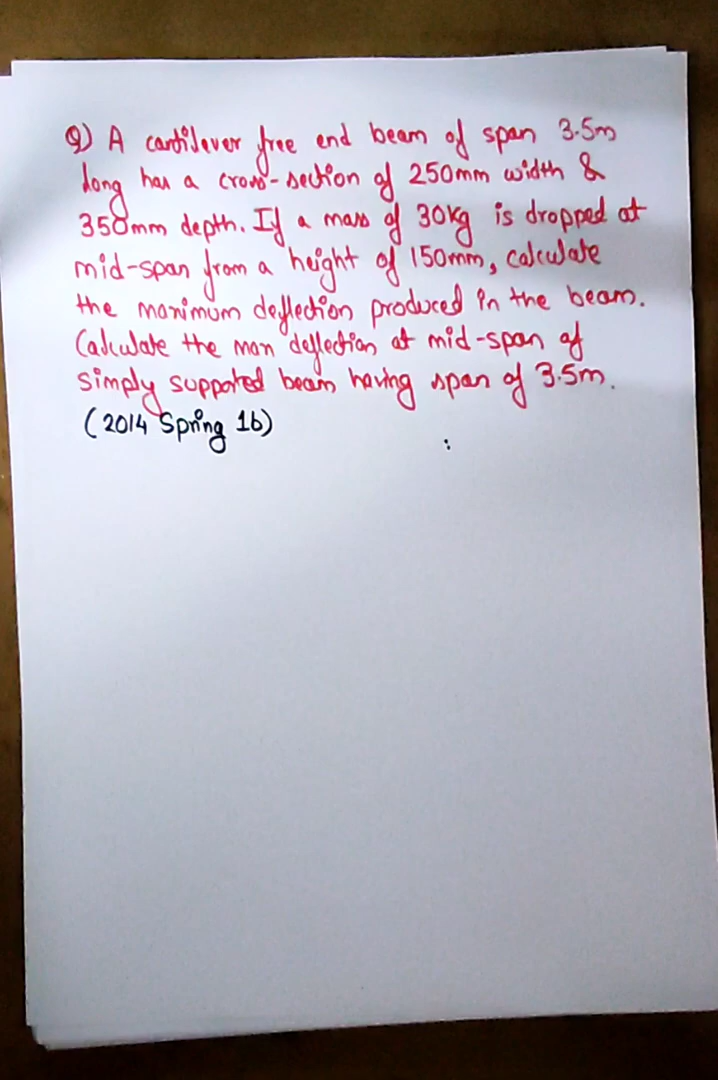 Q) A cantilever free end beam of span 3.5m
long has a cross-section of 250mm width &
350mm depth. If a mass of 30kg is dropped at
mid-span from a height of 150mm, calculate
the maximum deflection produced in the beam.
Calculate the max deflection at mid-span of
simply supported beam having span of 3.5m.
(2014 Spring 1b)
: